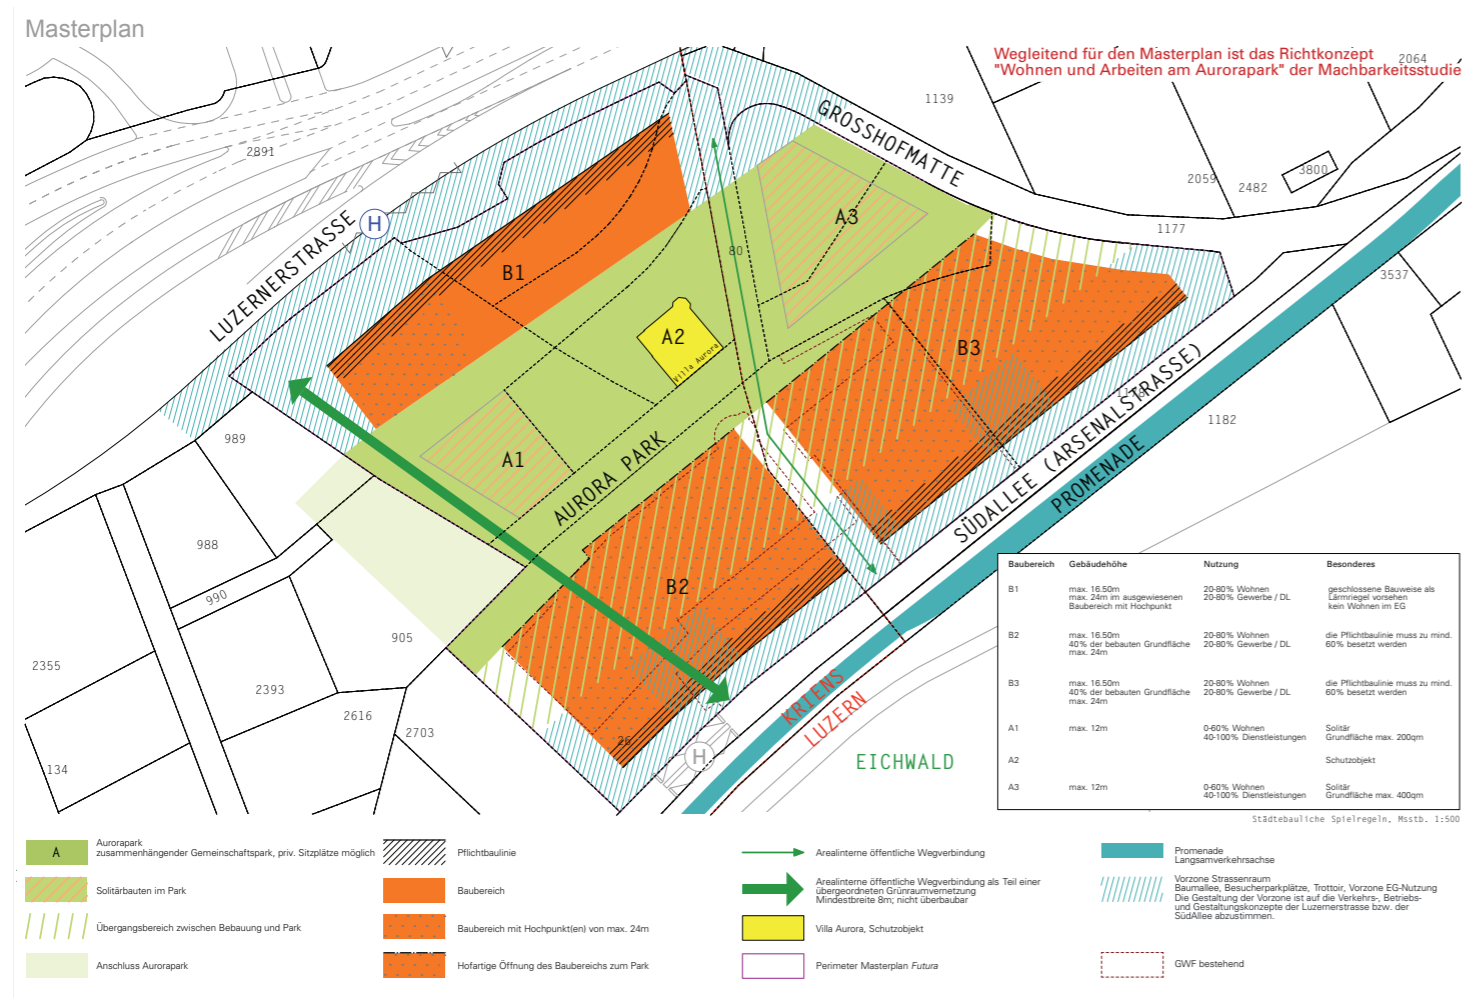 Masterplan
Wegleitend für den Masterplan ist das Richtkonzept
"Wohnen und Arbeiten am Aurorapark" der Machbarkeitsstudie
2064
1139
GROSSHOFMATTE
2891
3800
2059
2482
A3
H
LUZERNERSTRASSE
1177
80
B1
3537
A2
Villa Aurora
B3
1182
989
A1
AURORA PARK
SÜDALLEE (ARSENALSTRASSE)
PROMENADE
988
B2
990
905
2355
2393
2616
2703
134
26
H
KRIENS
LUZERN
EICHWALD
Baubereich Gebäudehöhe Nutzung Besonderes
B1 max. 16.50m 20-80% Wohnen geschlossene Bauweise als
max. 24m im ausgewiesenen 20-80% Gewerbe / DL Lärmriegel vorsehen
Baubereich mit Hochpunkt kein Wohnen im EG
B2 max. 16.50m 20-80% Wohnen die Pflichtbaulinie muss zu mind.
40% der bebauten Grundfläche 20-80% Gewerbe / DL 60% besetzt werden
max. 24m
B3 max. 16.50m 20-80% Wohnen die Pflichtbaulinie muss zu mind.
40% der bebauten Grundfläche 20-80% Gewerbe / DL 60% besetzt werden
max. 24m
A1 max. 12m 0-60% Wohnen Solitär
40-100% Dienstleistungen Grundfläche max. 200qm
A2 Schutzobjekt
A3 max. 12m 0-60% Wohnen Solitär
40-100% Dienstleistungen Grundfläche max. 400qm
Städtebauliche Spielregeln, Msstb. 1:500
A
Aurorapark
zusammenhängender Gemeinschaftspark, priv. Sitzplätze möglich
Solitärbauten im Park
Übergangsbereich zwischen Bebauung und Park
Anschluss Aurorapark
Pflichtbaulinie
Baubereich
Baubereich mit Hochpunkt(en) von max. 24m
Hofartige Öffnung des Baubereichs zum Park
Arealinterne öffentliche Wegverbindung
Arealinterne öffentliche Wegverbindung als Teil einer
übergeordneten Grünraumvernetzung
Mindestbreite 8m; nicht überbaubar
Villa Aurora, Schutzobjekt
Perimeter Masterplan Futura
Promenade
Langsamverkehrsachse
Vorzone Strassenraum
Baumallee, Besucherparkplätze, Trottoir, Vorzone EG-Nutzung
Die Gestaltung der Vorzone ist auf die Verkehrs-, Betriebs-
und Gestaltungskonzepte der Luzernerstrasse bzw. der
SüdAllee abzustimmen.
GWF bestehend